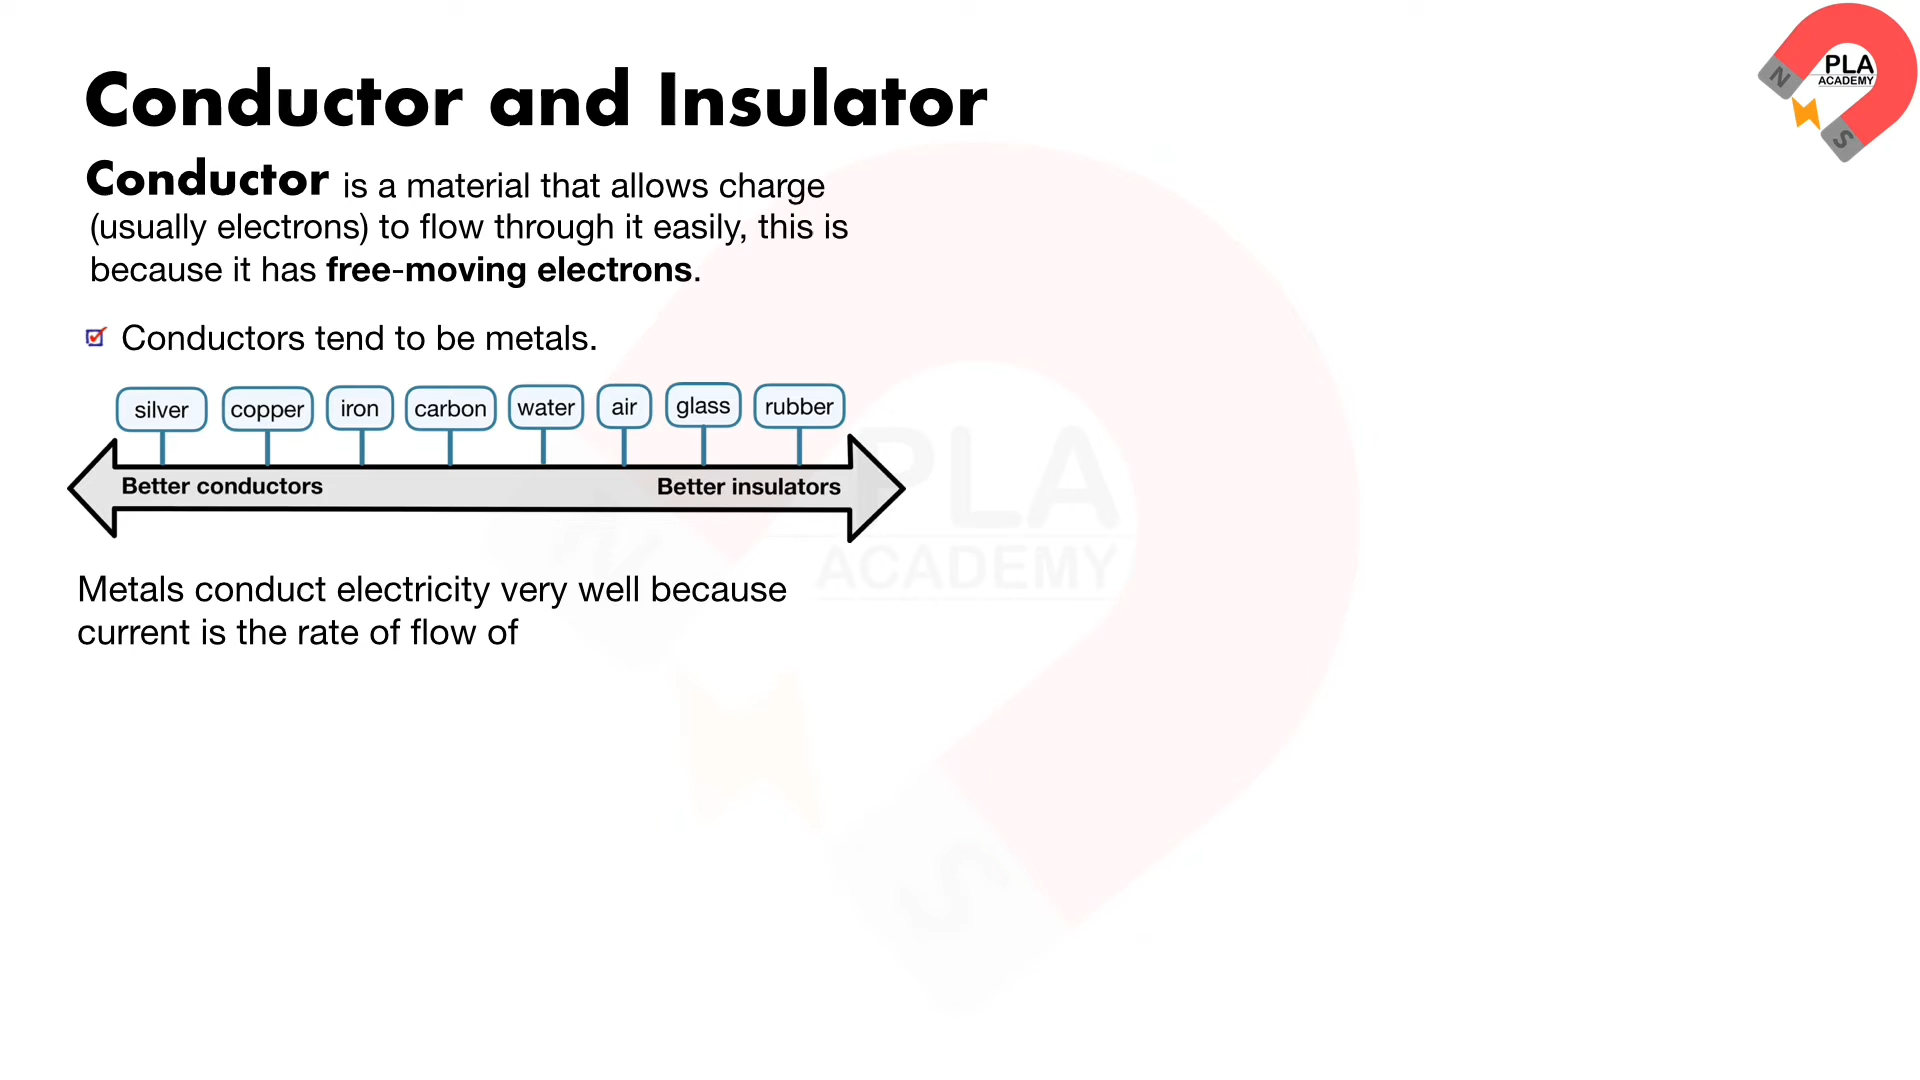 Conductor and Insulator
Conductor is a material that allows charge
(usually electrons) to flow through it easily, this is
because it has free-moving electrons.
Conductors tend to be metals.
silver copper iron carbon water air glass rubber
Better conductors Better insulators
Metals conduct electricity very well because
current is the rate of flow of
PLA
ACADEMY
N
S
PLA
ACADEMY
N
S